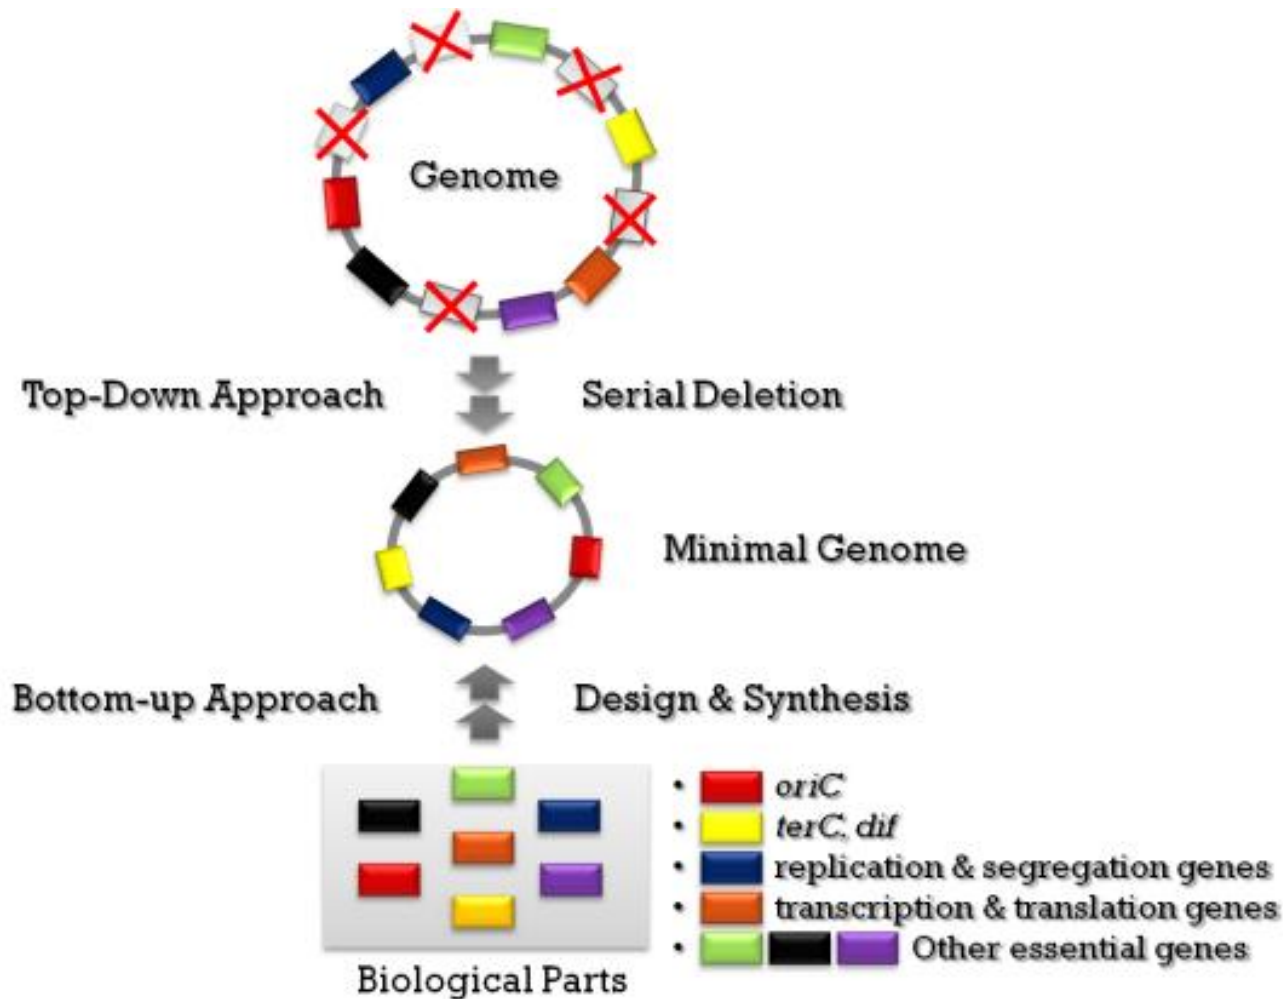 Genome
Top-Down Approach
Serial Deletion
Minimal Genome
Bottom-up Approach
Design & Synthesis
• oriC
• terC, dif
• replication & segregation genes
• transcription & translation genes
• Other essential genes
Biological Parts